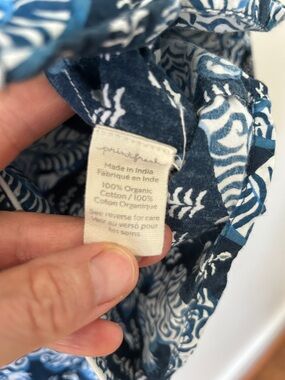 printfresh
Made in India
Fabriqué en Inde
100% Organic
Cotton / 100%
Coton Organique
See reverse for care
Voir au verso pour
les soins